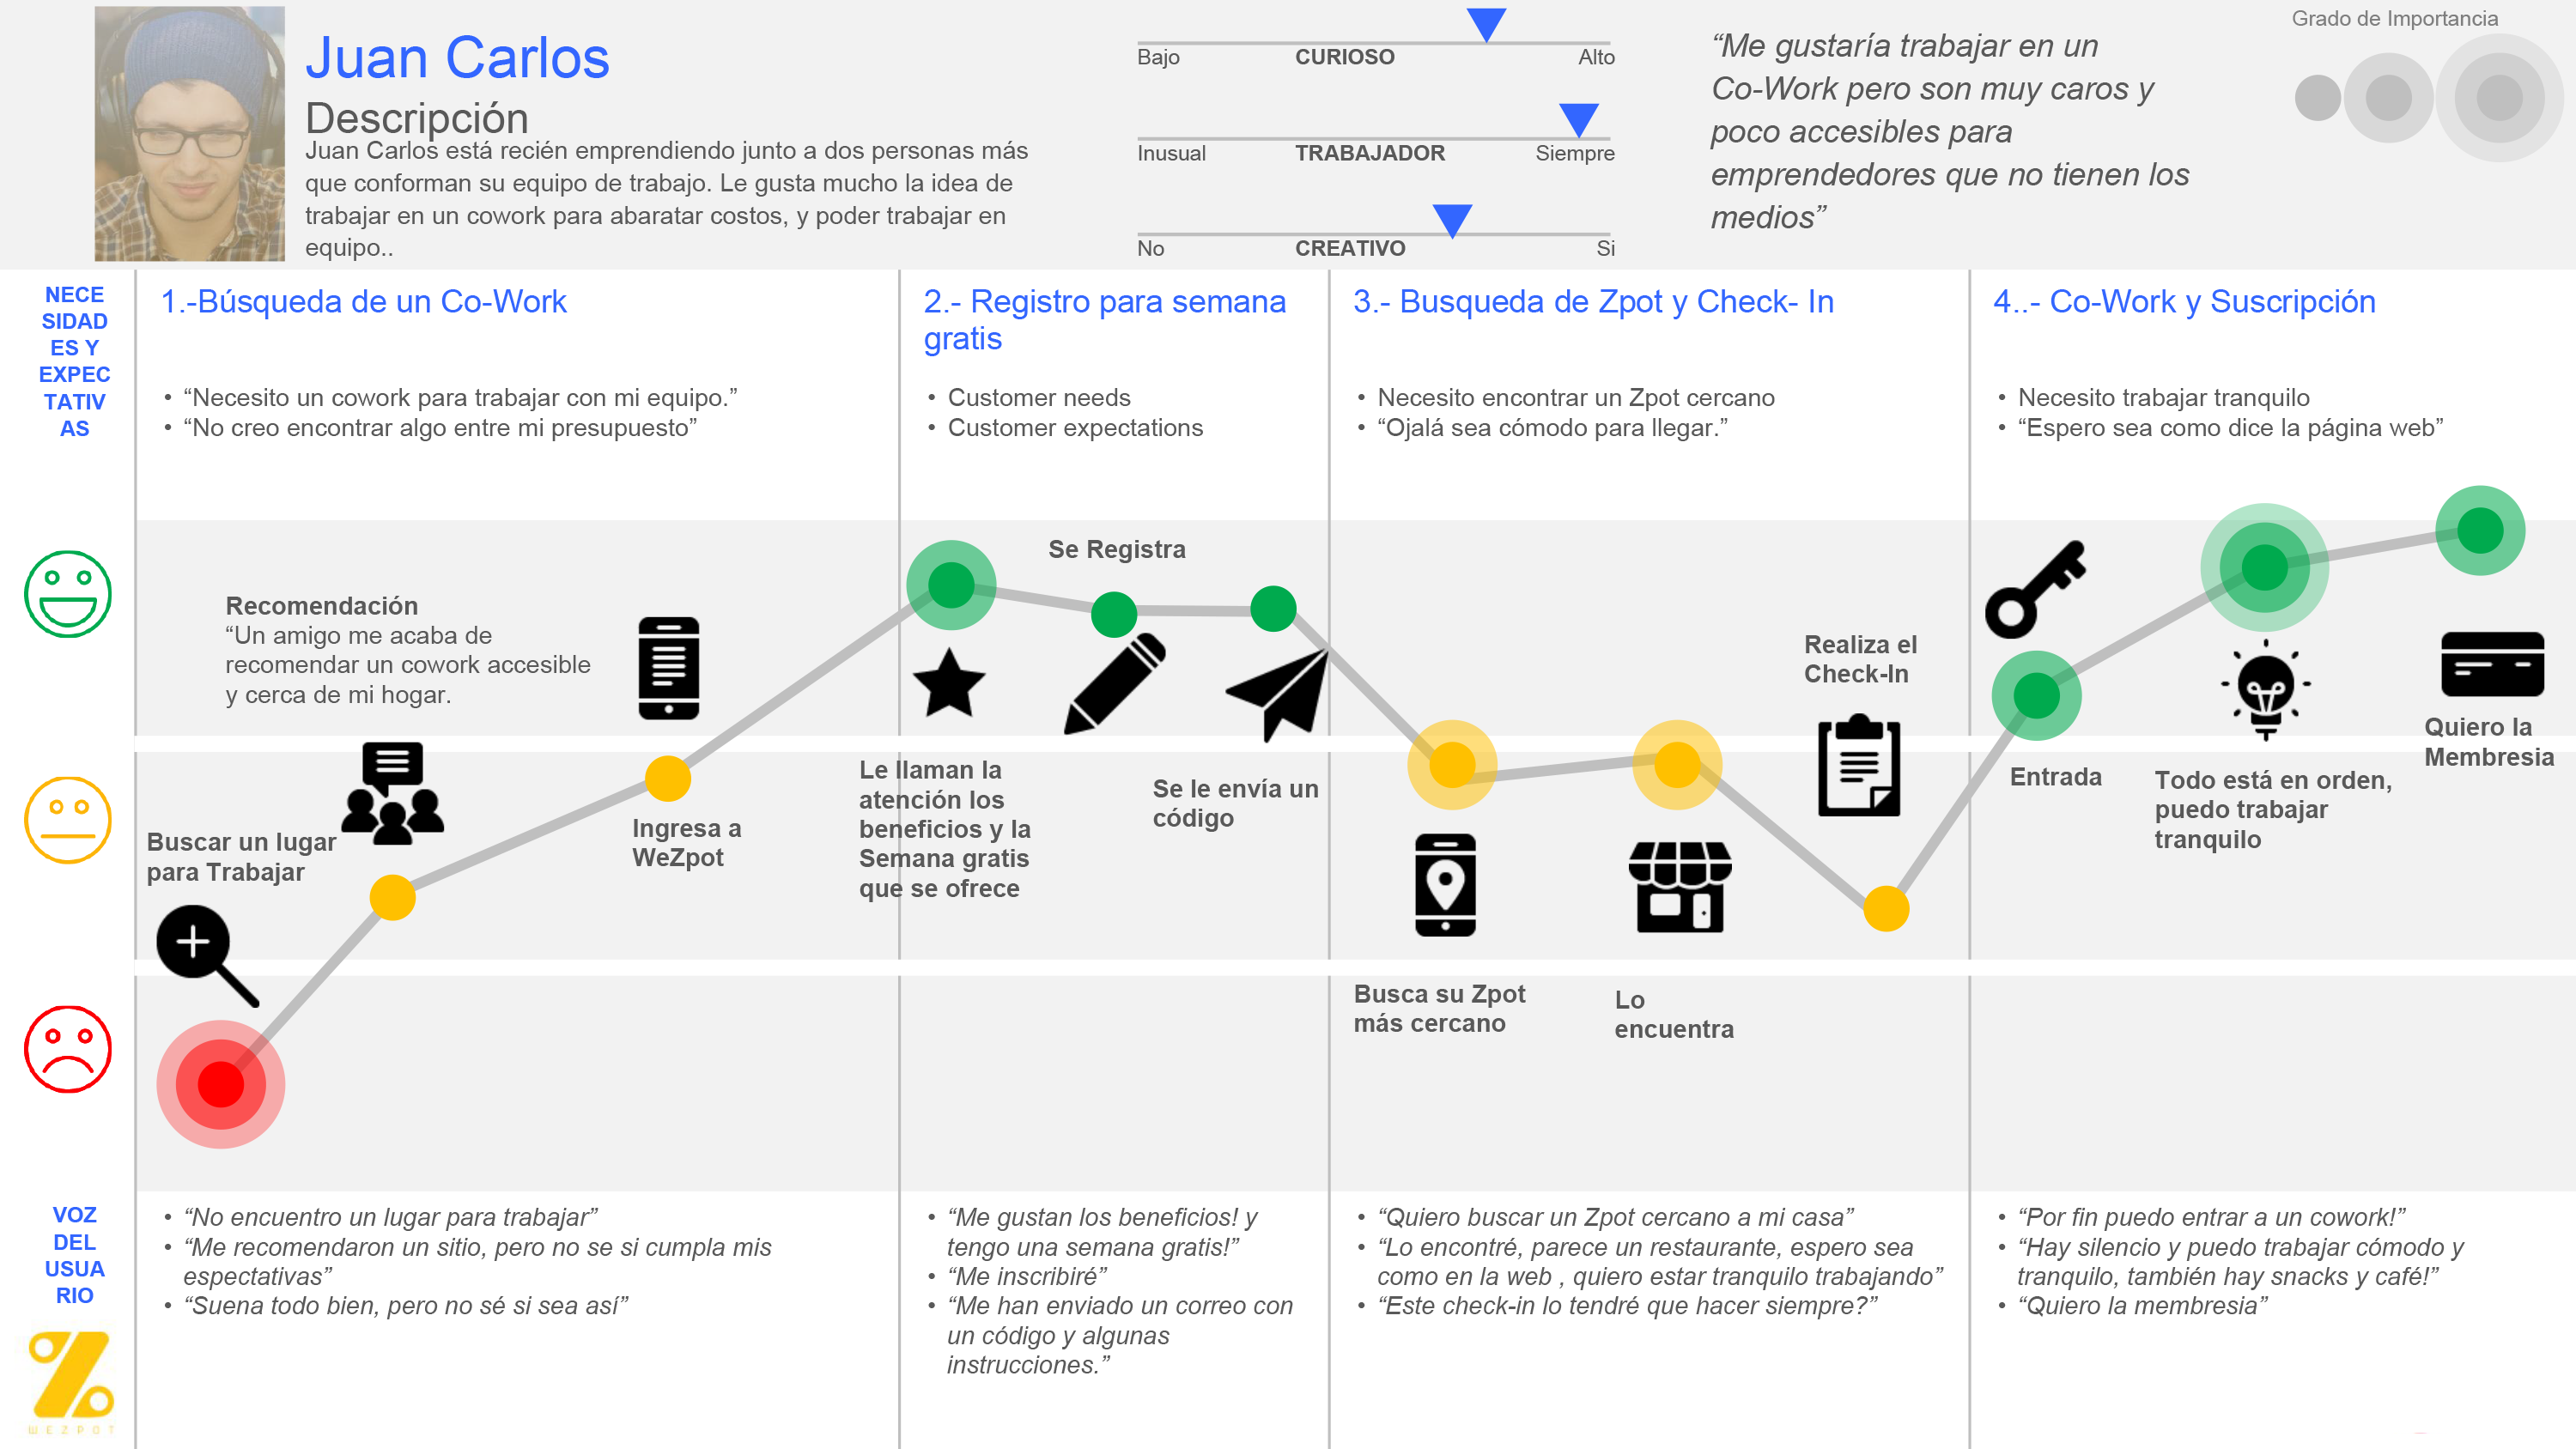 Juan Carlos
Descripción
Juan Carlos está recién emprendiendo junto a dos personas más
que conforman su equipo de trabajo. Le gusta mucho la idea de
trabajar en un cowork para abaratar costos, y poder trabajar en
equipo..
Bajo CURIOSO Alto
Inusual TRABAJADOR Siempre
No CREATIVO Si
“Me gustaría trabajar en un
Co-Work pero son muy caros y
poco accesibles para
emprendedores que no tienen los
medios”
Grado de Importancia
NECE
SIDAD
ES Y
EXPEC
TATIV
AS
1.-Búsqueda de un Co-Work
• “Necesito un cowork para trabajar con mi equipo.”
• “No creo encontrar algo entre mi presupuesto”
2.- Registro para semana
gratis
• Customer needs
• Customer expectations
3.- Busqueda de Zpot y Check- In
• Necesito encontrar un Zpot cercano
• “Ojalá sea cómodo para llegar.”
4..- Co-Work y Suscripción
• Necesito trabajar tranquilo
• “Espero sea como dice la página web”
Buscar un lugar
para Trabajar
Recomendación
“Un amigo me acaba de
recomendar un cowork accesible
y cerca de mi hogar.
Ingresa a
WeZpot
Le llaman la
atención los
beneficios y la
Semana gratis
que se ofrece
Se Registra
Se le envía un
código
Busca su Zpot
más cercano
Lo
encuentra
Realiza el
Check-In
Entrada
Todo está en orden,
puedo trabajar
tranquilo
Quiero la
Membresia
VOZ
DEL
USUA
RIO
• “No encuentro un lugar para trabajar”
• “Me recomendaron un sitio, pero no se si cumpla mis
espectativas”
• “Suena todo bien, pero no sé si sea así”
• “Me gustan los beneficios! y
tengo una semana gratis!”
• “Me inscribiré”
• “Me han enviado un correo con
un código y algunas
instrucciones.”
• “Quiero buscar un Zpot cercano a mi casa”
• “Lo encontré, parece un restaurante, espero sea
como en la web , quiero estar tranquilo trabajando”
• “Este check-in lo tendré que hacer siempre?”
• “Por fin puedo entrar a un cowork!”
• “Hay silencio y puedo trabajar cómodo y
tranquilo, también hay snacks y café!”
• “Quiero la membresia”
WEZPOT